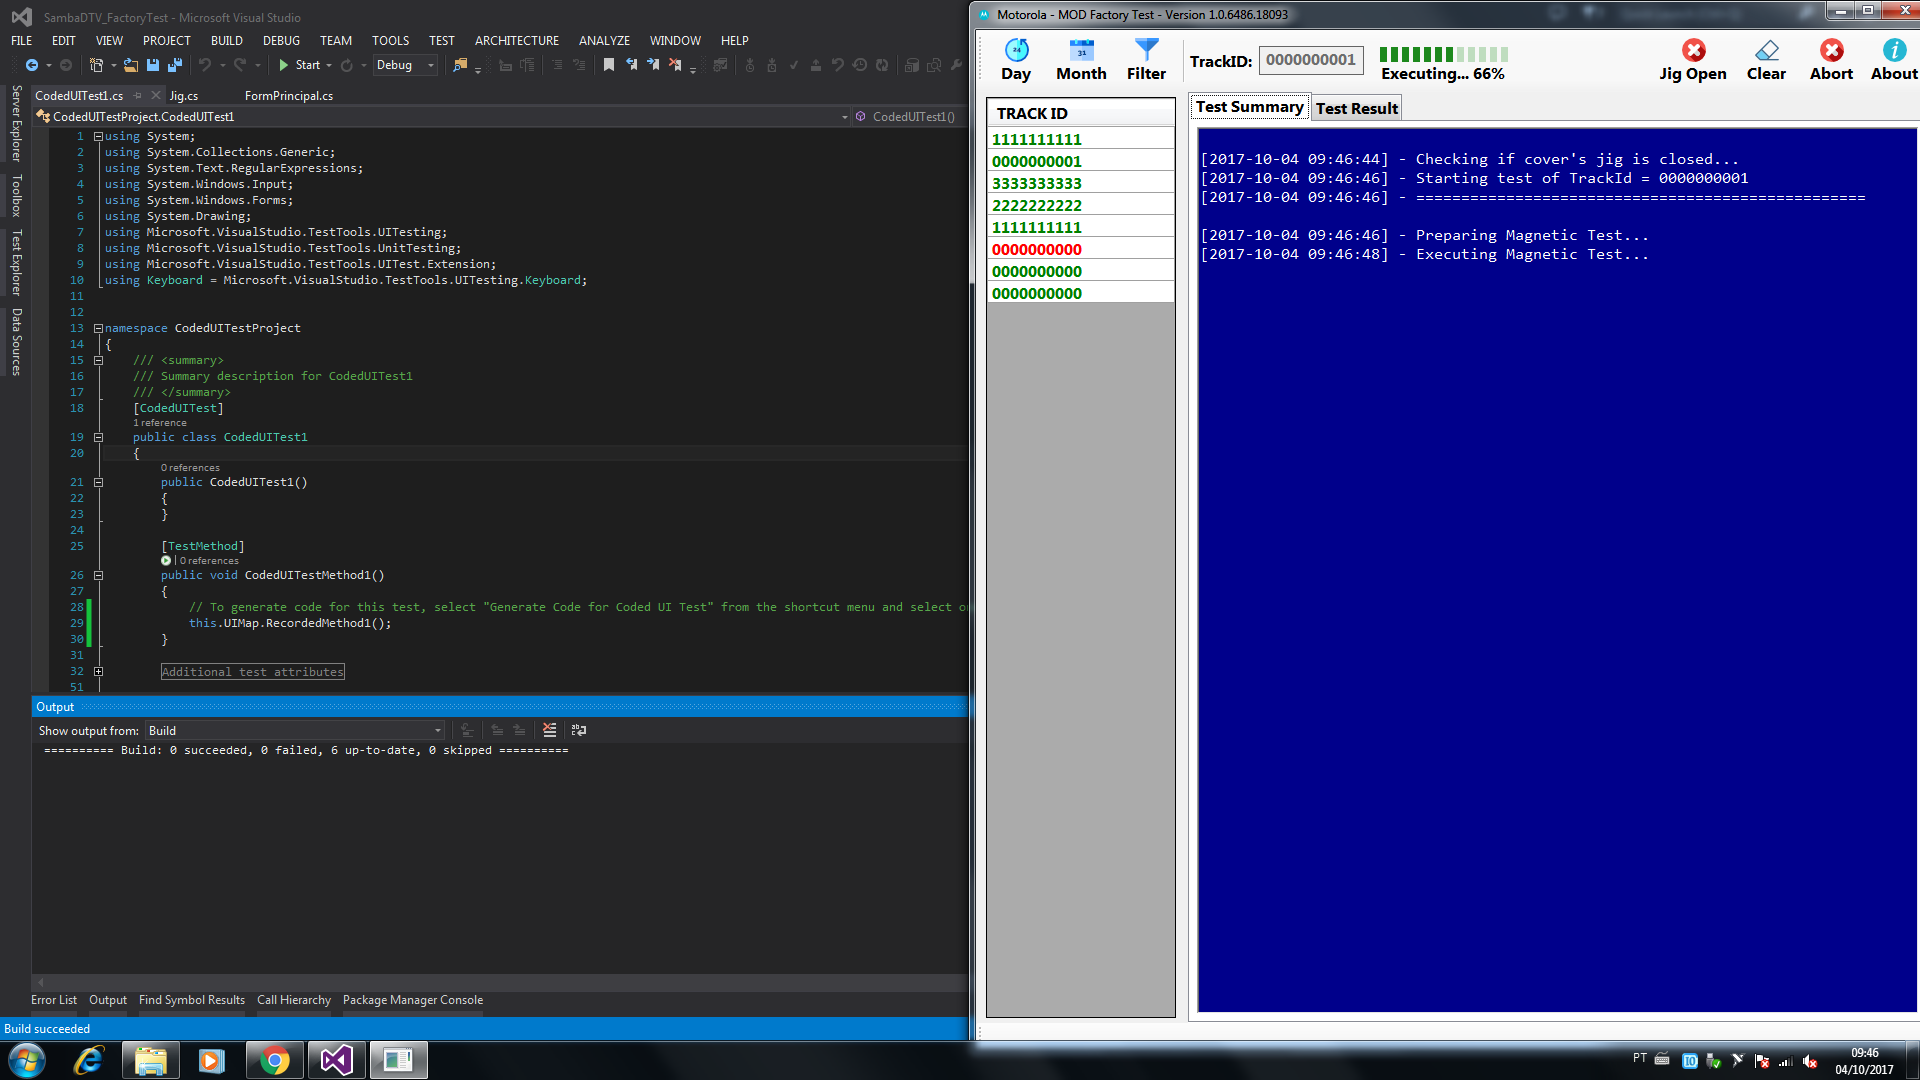 SambaDTV_FactoryTest - Microsoft Visual Studio
FILE EDIT VIEW PROJECT BUILD DEBUG TEAM TOOLS TEST ARCHITECTURE ANALYZE WINDOW HELP
Start Debug
CodedUITest1.cs Jig.cs FormPrincipal.cs
CodedUITestProject.CodedUITest1 CodedUITest1()
Server Explorer
Toolbox
Test Explorer
Data Sources
1 using System;
2 using System.Collections.Generic;
3 using System.Text.RegularExpressions;
4 using System.Windows.Input;
5 using System.Windows.Forms;
6 using System.Drawing;
7 using Microsoft.VisualStudio.TestTools.UITesting;
8 using Microsoft.VisualStudio.TestTools.UnitTesting;
9 using Microsoft.VisualStudio.TestTools.UITest.Extension;
10 using Keyboard = Microsoft.VisualStudio.TestTools.UITesting.Keyboard;
11
12
13 namespace CodedUITestProject
14 {
15 /// <summary>
16 /// Summary description for CodedUITest1
17 /// </summary>
18 [CodedUITest]
1 reference
19 public class CodedUITest1
20 {
0 references
21 public CodedUITest1()
22 {
23 }
24
25 [TestMethod]
| 0 references
26 public void CodedUITestMethod1()
27 {
28 // To generate code for this test, select "Generate Code for Coded UI Test" from the shortcut menu and select
29 this.UIMap.RecordedMethod1();
30 }
31
32 Additional test attributes
51
Output
Show output from: Build
========== Build: 0 succeeded, 0 failed, 6 up-to-date, 0 skipped ==========
Error List Output Find Symbol Results Call Hierarchy Package Manager Console
Build succeeded
Motorola - MOD Factory Test - Version 1.0.6486.18093
Day Month Filter TrackID: 0000000001 Executing... 66% Jig Open Clear Abort About
TRACK ID
1111111111
0000000001
3333333333
2222222222
1111111111
0000000000
0000000000
0000000000
Test Summary Test Result
[2017-10-04 09:46:44] - Checking if cover's jig is closed...
[2017-10-04 09:46:46] - Starting test of TrackId = 0000000001
[2017-10-04 09:46:46] - ==================================================
[2017-10-04 09:46:46] - Preparing Magnetic Test...
[2017-10-04 09:46:48] - Executing Magnetic Test...
PT
09:46
04/10/2017